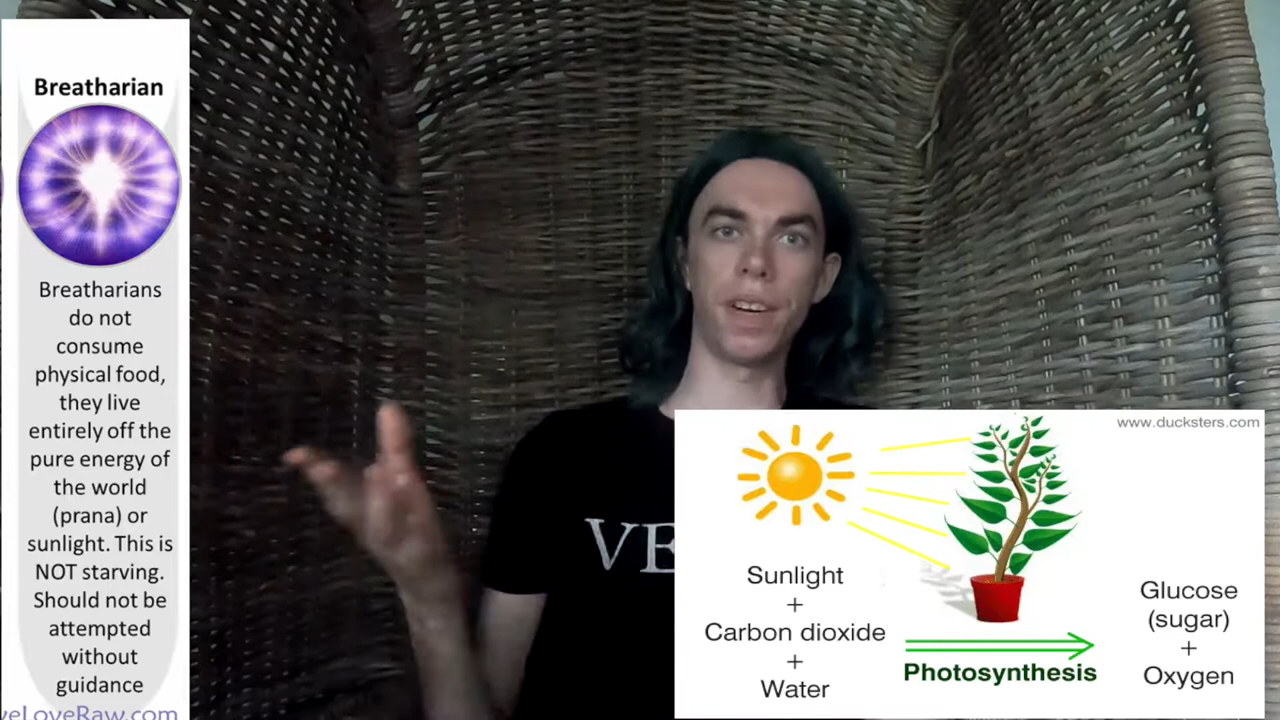 Breatharian
Breatharians
do not
consume
physical food,
they live
entirely off the
pure energy of
the world
(prana) or
sunlight. This is
NOT starving.
Should not be
attempted
without
guidance
veLoveRaw.com
VE
www.ducksters.com
Sunlight
+
Carbon dioxide
+
Water
Photosynthesis
Glucose
(sugar)
+
Oxygen